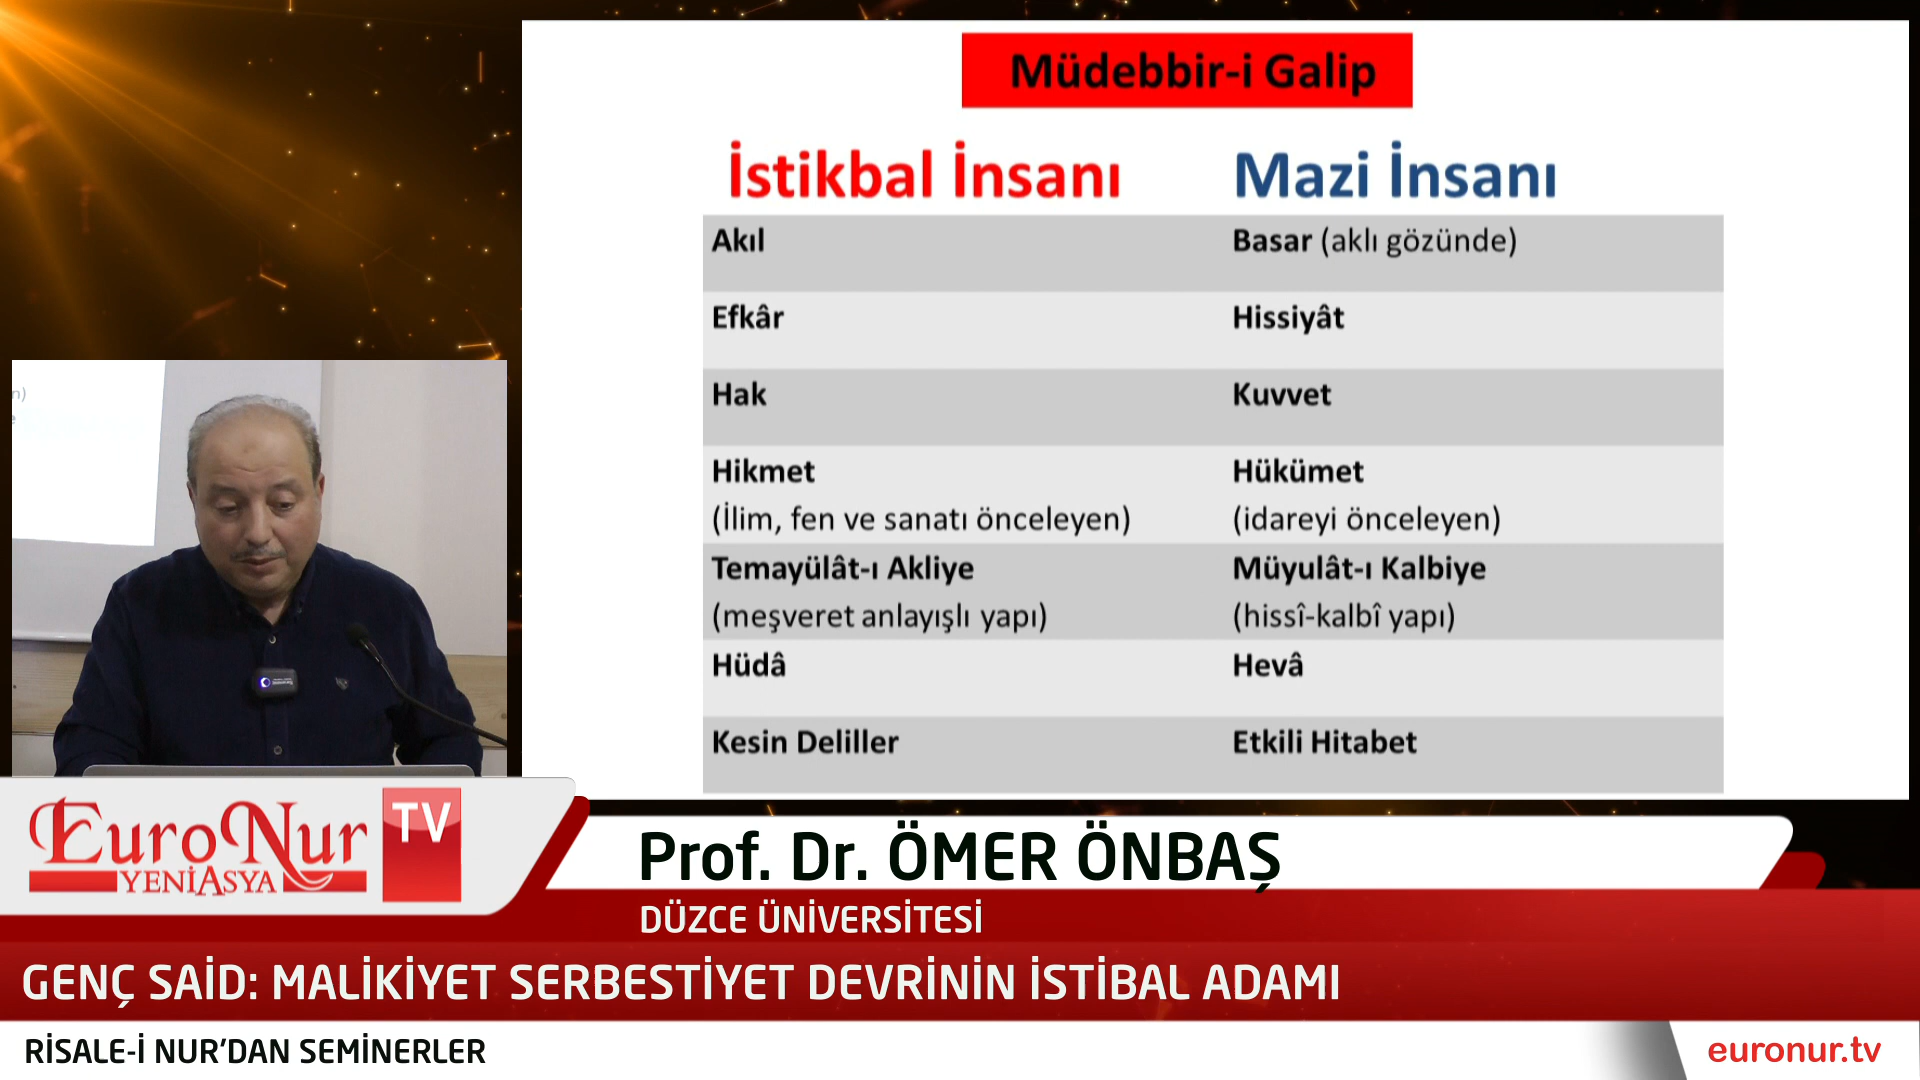 Müdebbir-i Galip
İstikbal İnsanı
Mazi İnsanı
Akıl
Basar (aklı gözünde)
Efkâr
Hissiyât
Hak
Kuvvet
Hikmet
(İlim, fen ve sanatı önceleyen)
Hükümet
(idareyi önceleyen)
Temayülât-ı Akliye
(meşveret anlayışlı yapı)
Müyulât-ı Kalbiye
(hissî-kalbî yapı)
Hüdâ
Hevâ
Kesin Deliller
Etkili Hitabet
EuroNur TV
YENİASYA
Prof. Dr. ÖMER ÖNBAŞ
DÜZCE ÜNİVERSİTESİ
GENÇ SAİD: MALİKİYET SERBESTİYET DEVRİNİN İSTİBAL ADAMI
RİSALE-İ NUR'DAN SEMİNERLER
euronur.tv